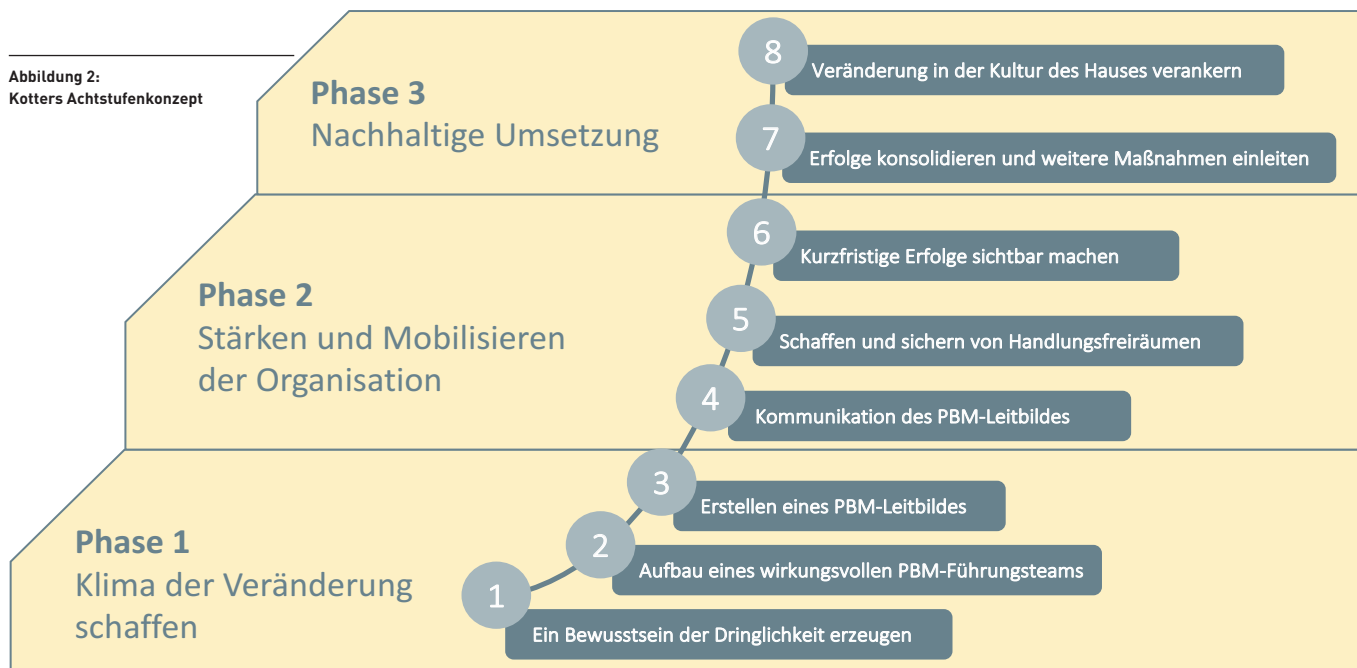 Abbildung 2:
Kotters Achtstufenkonzept
Phase 3
Nachhaltige Umsetzung
8
Veränderung in der Kultur des Hauses verankern
7
Erfolge konsolidieren und weitere Maßnahmen einleiten
Phase 2
Stärken und Mobilisieren
der Organisation
6
Kurzfristige Erfolge sichtbar machen
5
Schaffen und sichern von Handlungsfreiräumen
4
Kommunikation des PBM-Leitbildes
Phase 1
Klima der Veränderung
schaffen
3
Erstellen eines PBM-Leitbildes
2
Aufbau eines wirkungsvollen PBM-Führungsteams
1
Ein Bewusstsein der Dringlichkeit erzeugen